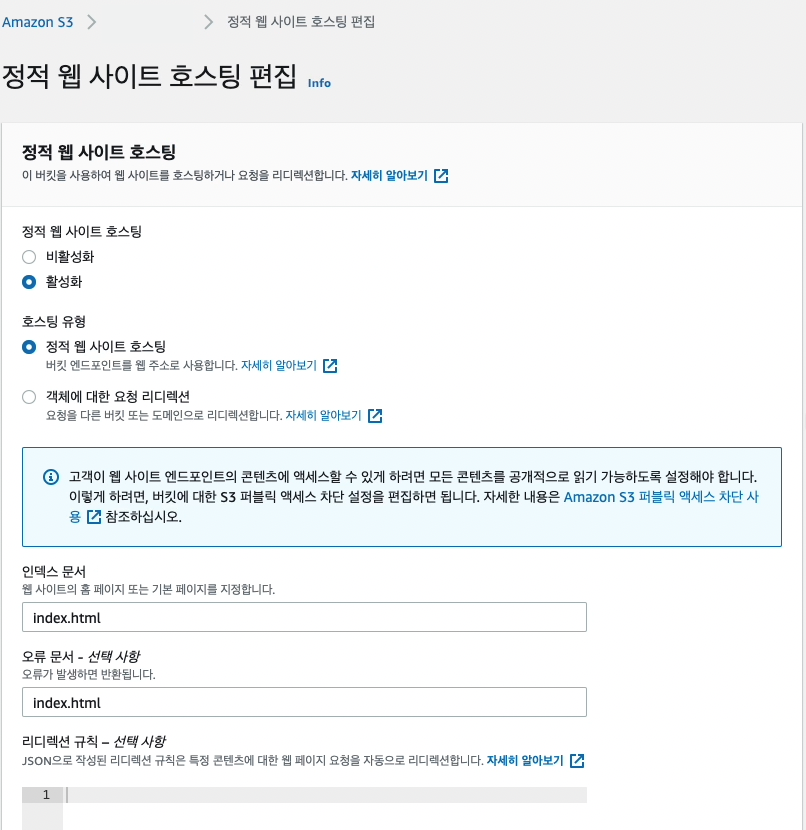 Amazon S3 > > 정적 웹 사이트 호스팅 편집
정적 웹 사이트 호스팅 편집 Info
정적 웹 사이트 호스팅
이 버킷을 사용하여 웹 사이트를 호스팅하거나 요청을 리디렉션합니다. 자세히 알아보기
정적 웹 사이트 호스팅
비활성화
활성화
호스팅 유형
정적 웹 사이트 호스팅
버킷 엔드포인트를 웹 주소로 사용합니다. 자세히 알아보기
객체에 대한 요청 리디렉션
요청을 다른 버킷 또는 도메인으로 리디렉션합니다. 자세히 알아보기
고객이 웹 사이트 엔드포인트의 콘텐츠에 액세스할 수 있게 하려면 모든 콘텐츠를 공개적으로 읽기 가능하도록 설정해야 합니다.
이렇게 하려면, 버킷에 대한 S3 퍼블릭 액세스 차단 설정을 편집하면 됩니다. 자세한 내용은 Amazon S3 퍼블릭 액세스 차단 사
용 참조하십시오.
인덱스 문서
웹 사이트의 홈 페이지 또는 기본 페이지를 지정합니다.
index.html
오류 문서 - 선택 사항
오류가 발생하면 반환됩니다.
index.html
리디렉션 규칙 – 선택 사항
JSON으로 작성된 리디렉션 규칙은 특정 콘텐츠에 대한 웹 페이지 요청을 자동으로 리디렉션합니다. 자세히 알아보기
1